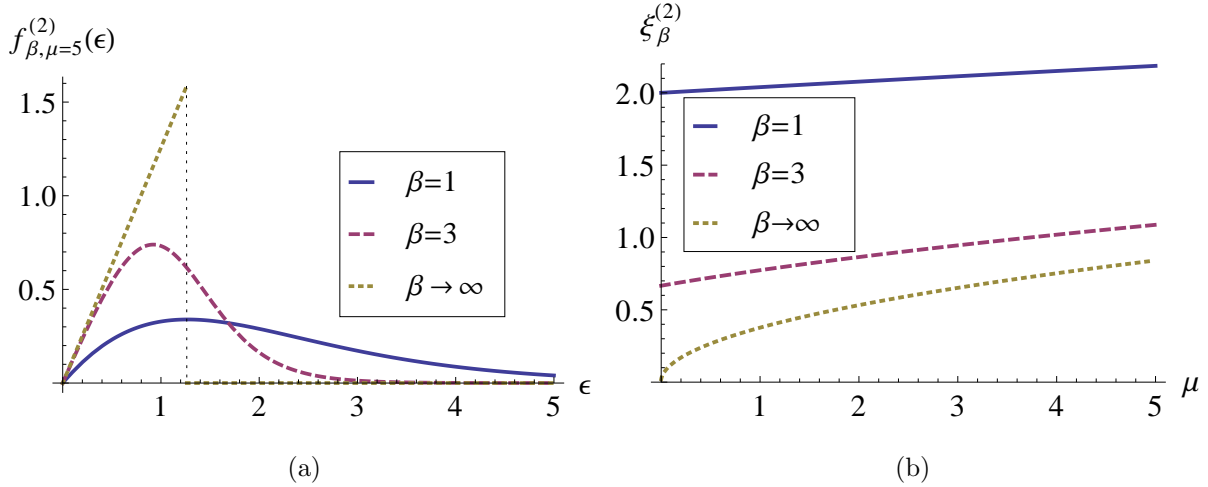 f^{(2)}_{β,μ=5}(ϵ)
1.5
1.0
0.5
1 2 3 4 5 ϵ
β=1
β=3
β→∞
(a)
ξ^{(2)}_β
2.0
1.5
1.0
0.5
1 2 3 4 5 μ
β=1
β=3
β→∞
(b)